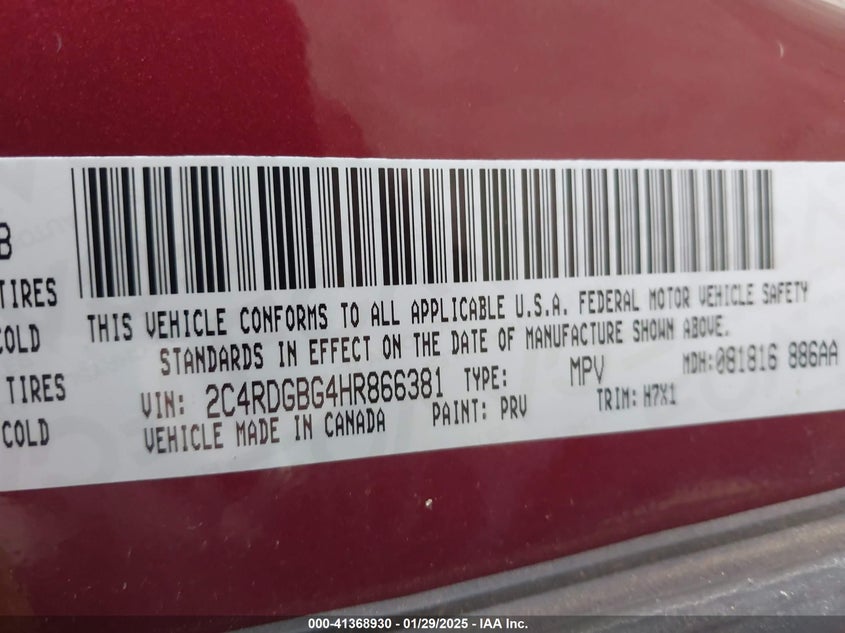 B
TIRES
COLD
TIRES
COLD
THIS VEHICLE CONFORMS TO ALL APPLICABLE U.S.A. FEDERAL MOTOR VEHICLE SAFETY
STANDARDS IN EFFECT ON THE DATE OF MANUFACTURE SHOWN ABOVE.
VIN: 2C4RDGBG4HR866381 TYPE: MPV MDH:081816 886AA
VEHICLE MADE IN CANADA PAINT: PRV TRIM: H7X1
000-41368930 - 01/29/2025 - IAA Inc.